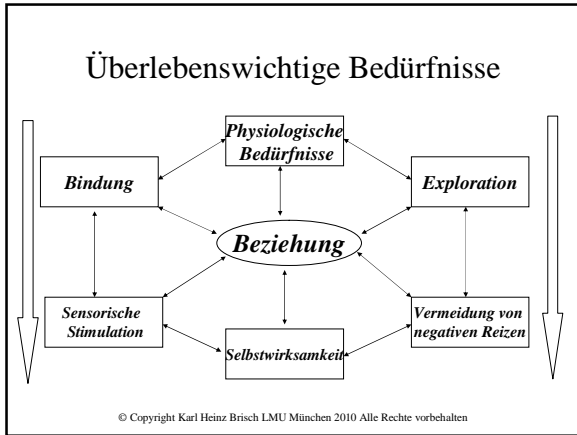 Überlebenswichtige Bedürfnisse
Physiologische
Bedürfnisse
Bindung
Exploration
Beziehung
Sensorische
Stimulation
Vermeidung von
negativen Reizen
Selbstwirksamkeit
© Copyright Karl Heinz Brisch LMU München 2010 Alle Rechte vorbehalten